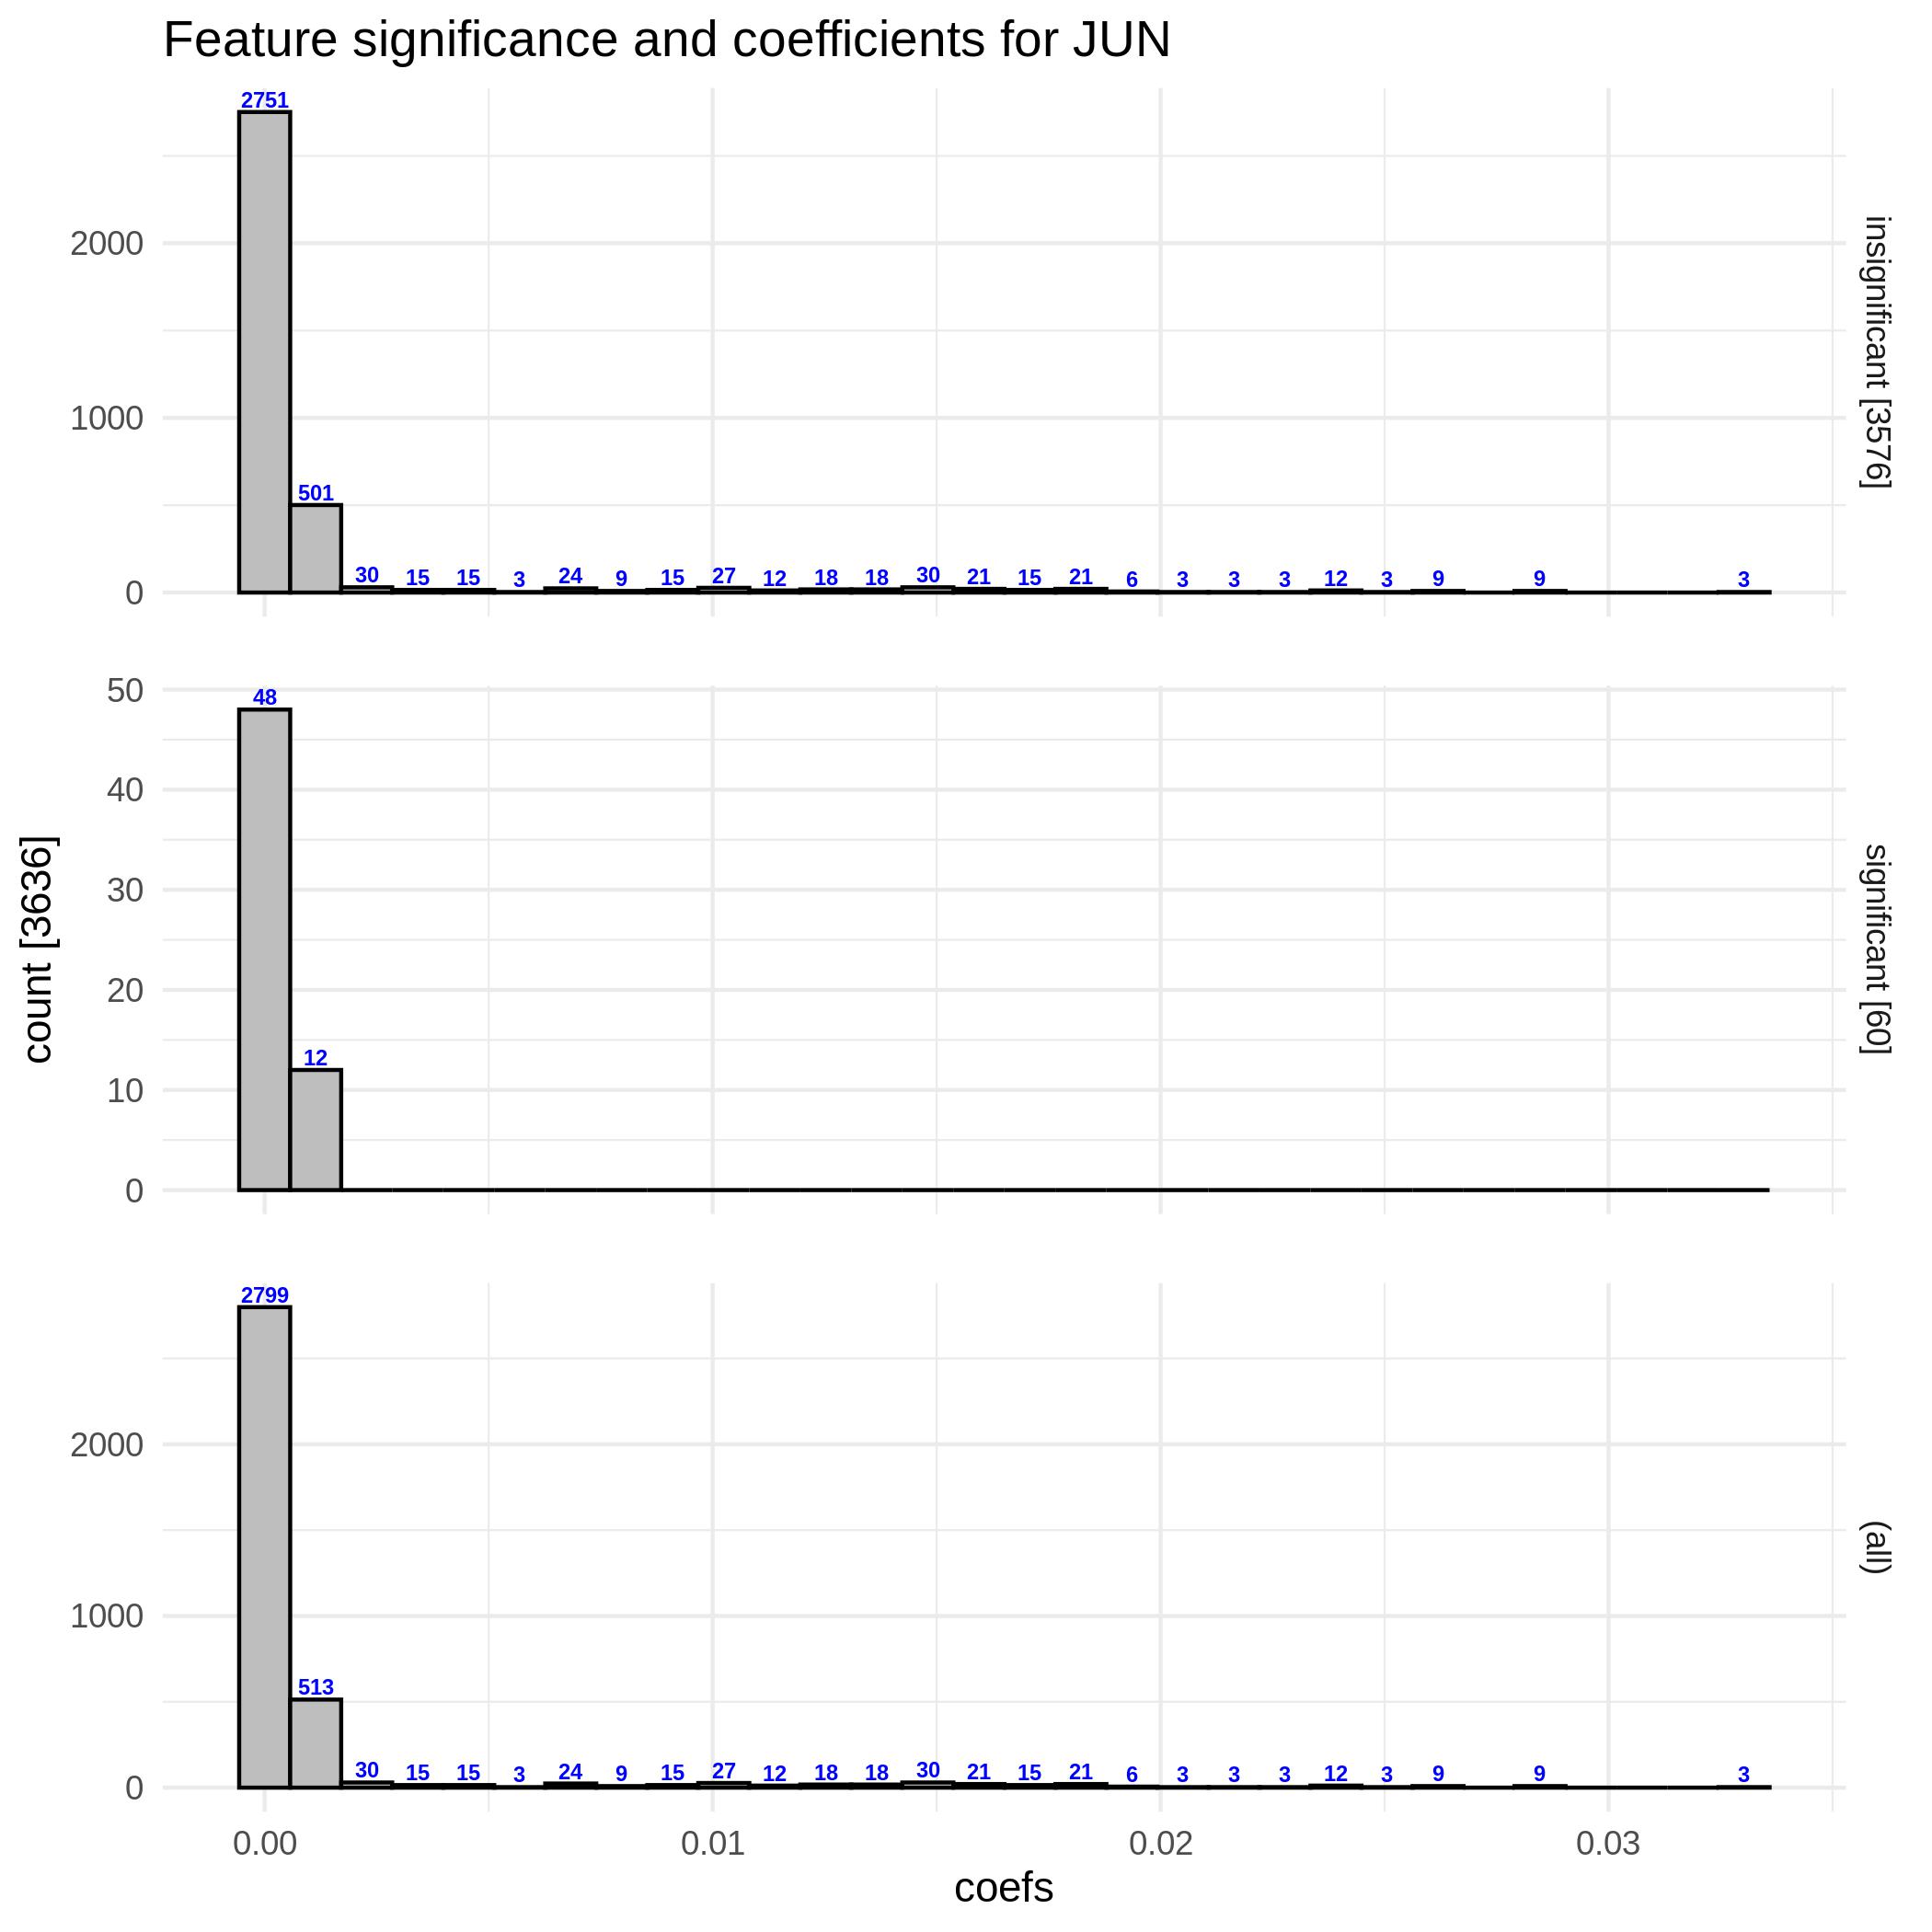 Feature significance and coefficients for JUN
count [3636]
2000
1000
0
2751
501
30 15 15 3 24 9 15 27 12 18 18 30 21 15 21 6 3 3 3 12 3 9 9 3
insignificant [3576]
50
40
30
20
10
0
48
12
significant [60]
2000
1000
0
2799
513
30 15 15 3 24 9 15 27 12 18 18 30 21 15 21 6 3 3 3 12 3 9 9 3
(all)
0.00 0.01 0.02 0.03
coefs